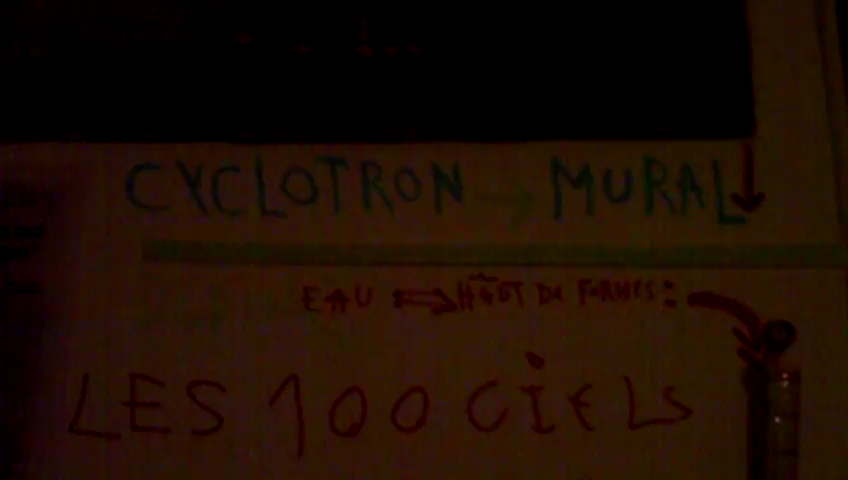 CYCLOTRON → MURAL
EAU ⇔ HAUT DE FORMES:
LES 100 CIELS